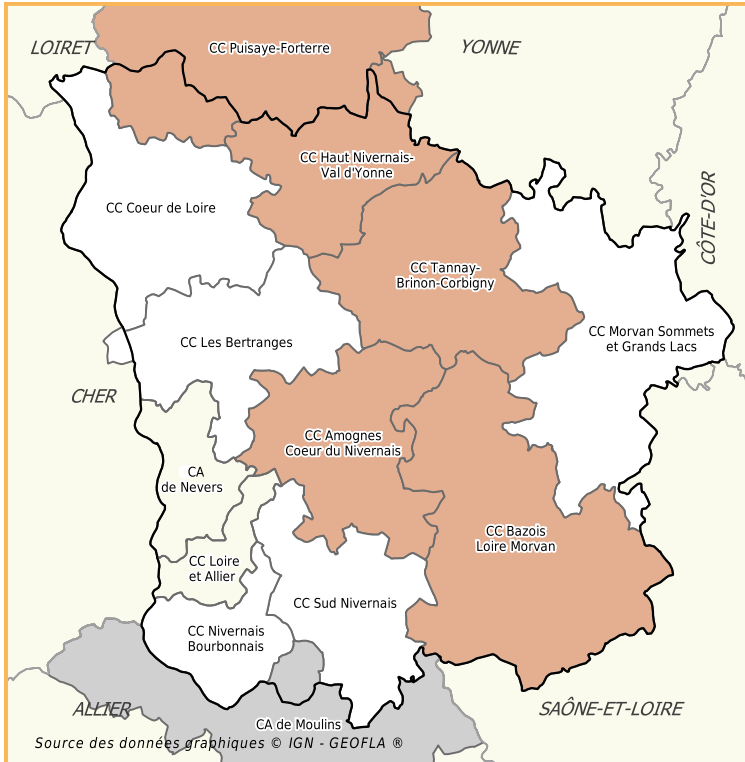 CC Puisaye-Forterre
LOIRET
YONNE
CC Haut Nivernais-
Val d'Yonne
CC Coeur de Loire
CÔTE-D'OR
CC Tannay-
Brinon-Corbigny
CC Les Bertranges
CC Morvan Sommets
et Grands Lacs
CHER
CC Amognes
Coeur du Nivernais
CA
de Nevers
CC Bazois
Loire Morvan
CC Loire
et Allier
CC Sud Nivernais
CC Nivernais
Bourbonnais
ALLIER
SAÔNE-ET-LOIRE
CA de Moulins
Source des données graphiques © IGN - GEOFLA ®